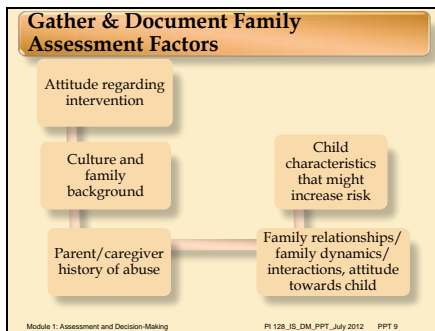 Gather & Document Family
Assessment Factors
Attitude regarding
intervention
Culture and
family
background
Parent/caregiver
history of abuse
Child
characteristics
that might
increase risk
Family relationships/
family dynamics/
interactions, attitude
towards child
Module 1: Assessment and Decision-Making
PI 128_IS_DM_PPT_July 2012 PPT 9